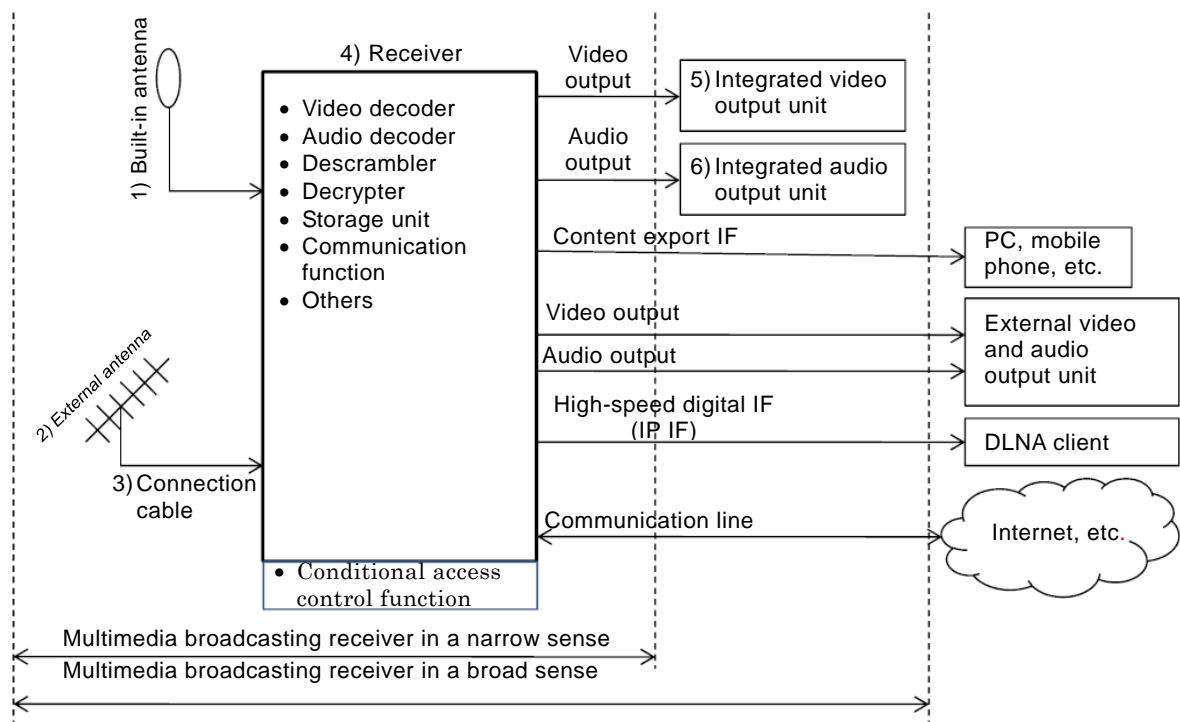 1) Built-in antenna
4) Receiver
• Video decoder
• Audio decoder
• Descrambler
• Decrypter
• Storage unit
• Communication
function
• Others
• Conditional access
control function
2) External antenna
3) Connection
cable
Video
output
5) Integrated video
output unit
Audio
output
6) Integrated audio
output unit
Content export IF
PC, mobile
phone, etc.
Video output
Audio output
External video
and audio
output unit
High-speed digital IF
(IP IF)
DLNA client
Communication line
Internet, etc.
Multimedia broadcasting receiver in a narrow sense
Multimedia broadcasting receiver in a broad sense